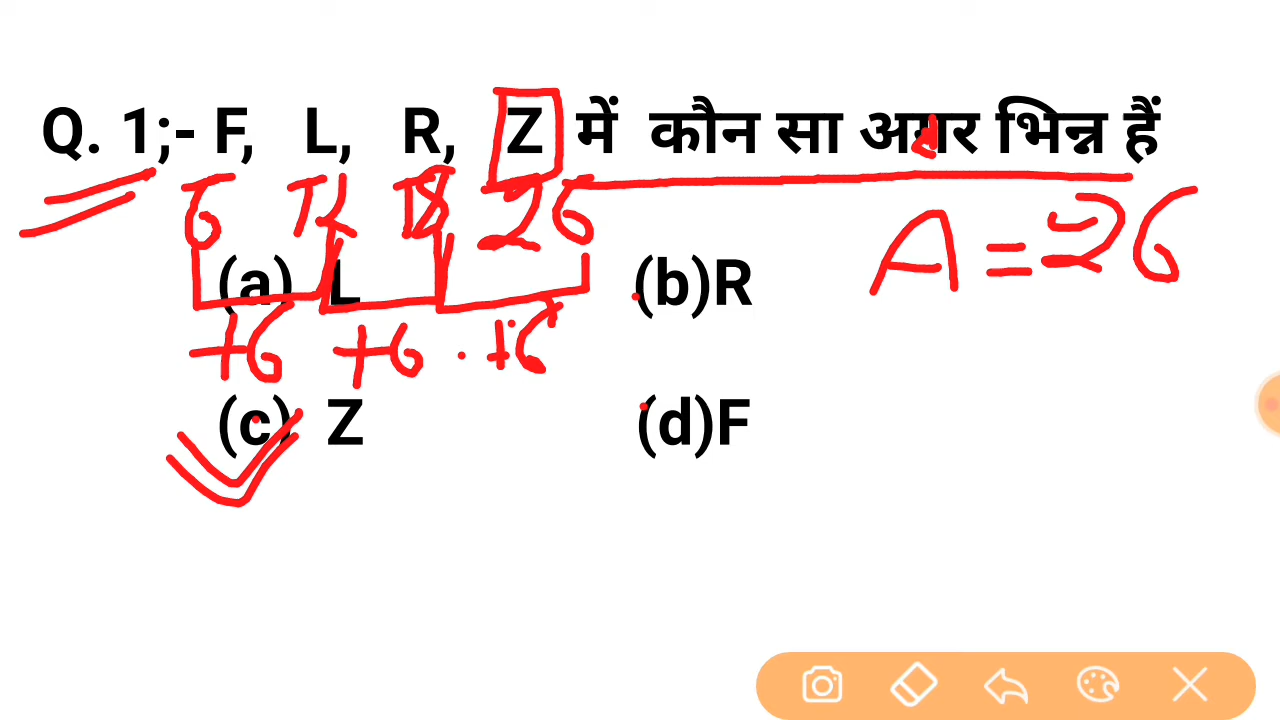 Q. 1;- F, L, R, Z में कौन सा अक्षर भिन्न हैं
6 12 18 26
A = 26
(a) L (b)R
+6 +6 +6
(c) Z (d)F